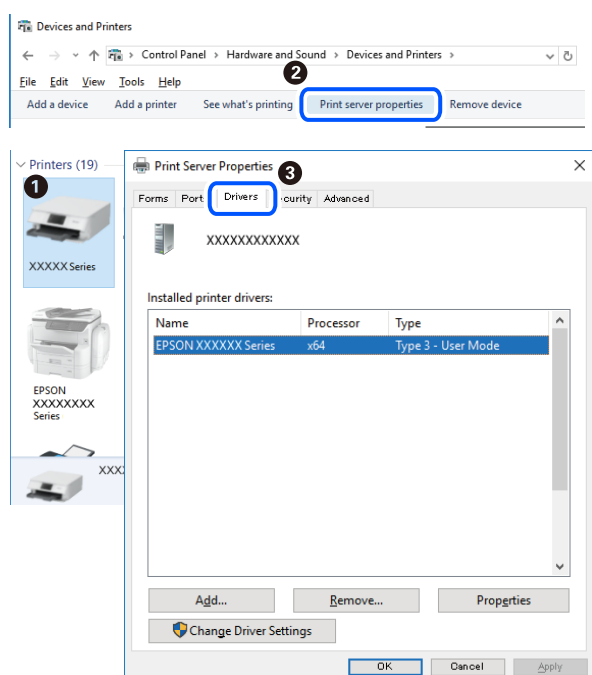 Devices and Printers
Control Panel > Hardware and Sound > Devices and Printers >
2
File Edit View Tools Help
Add a device Add a printer See what's printing Print server properties Remove device
Printers (19)
1
XXXXX Series
EPSON
XXXXXXXX
Series
XXX
Print Server Properties
3
Forms Port Drivers curity Advanced
XXXXXXXXXXXX
Installed printer drivers:
Name Processor Type
EPSON XXXXXX Series x64 Type 3 - User Mode
Add... Remove... Properties
Change Driver Settings
OK Cancel Apply